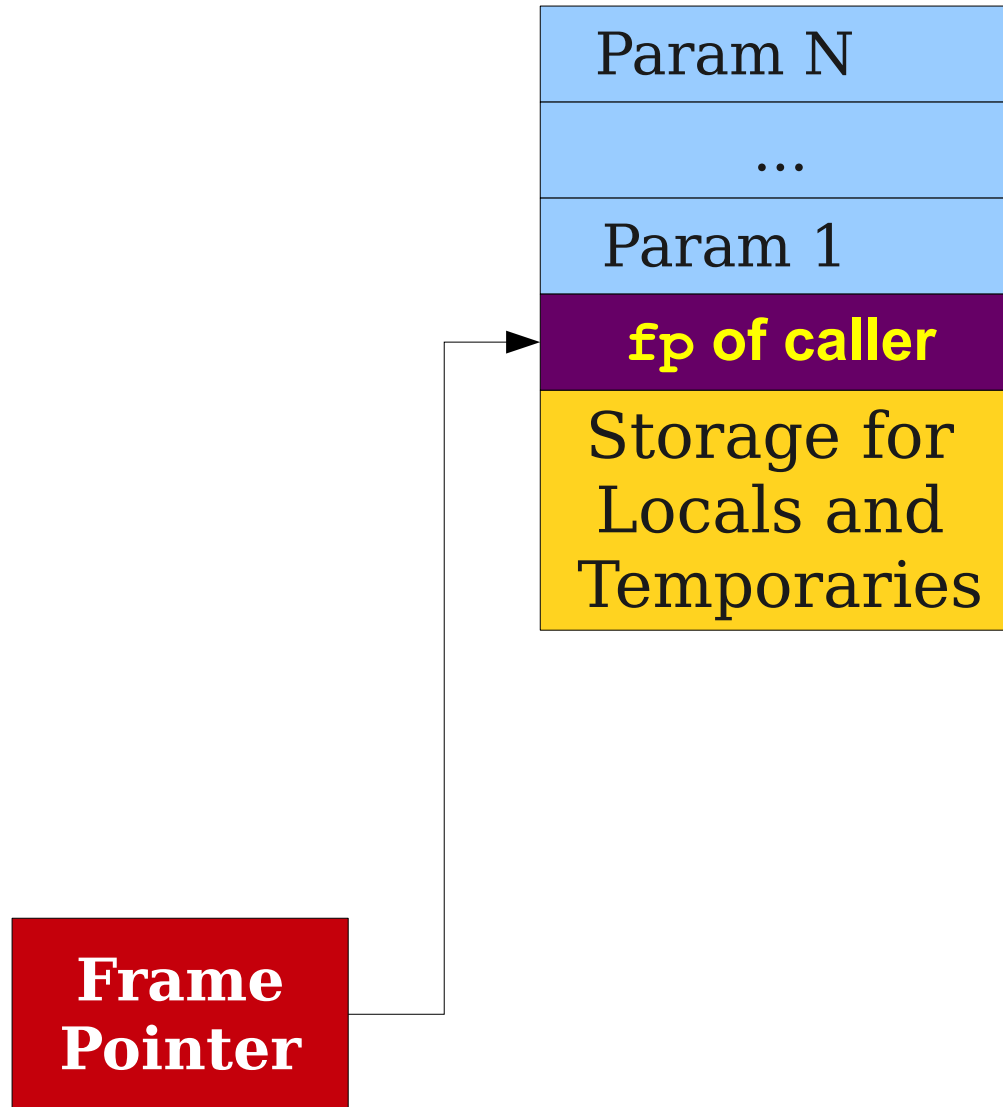 Param N
...
Param 1
fp of caller
Storage for
Locals and
Temporaries
Frame
Pointer